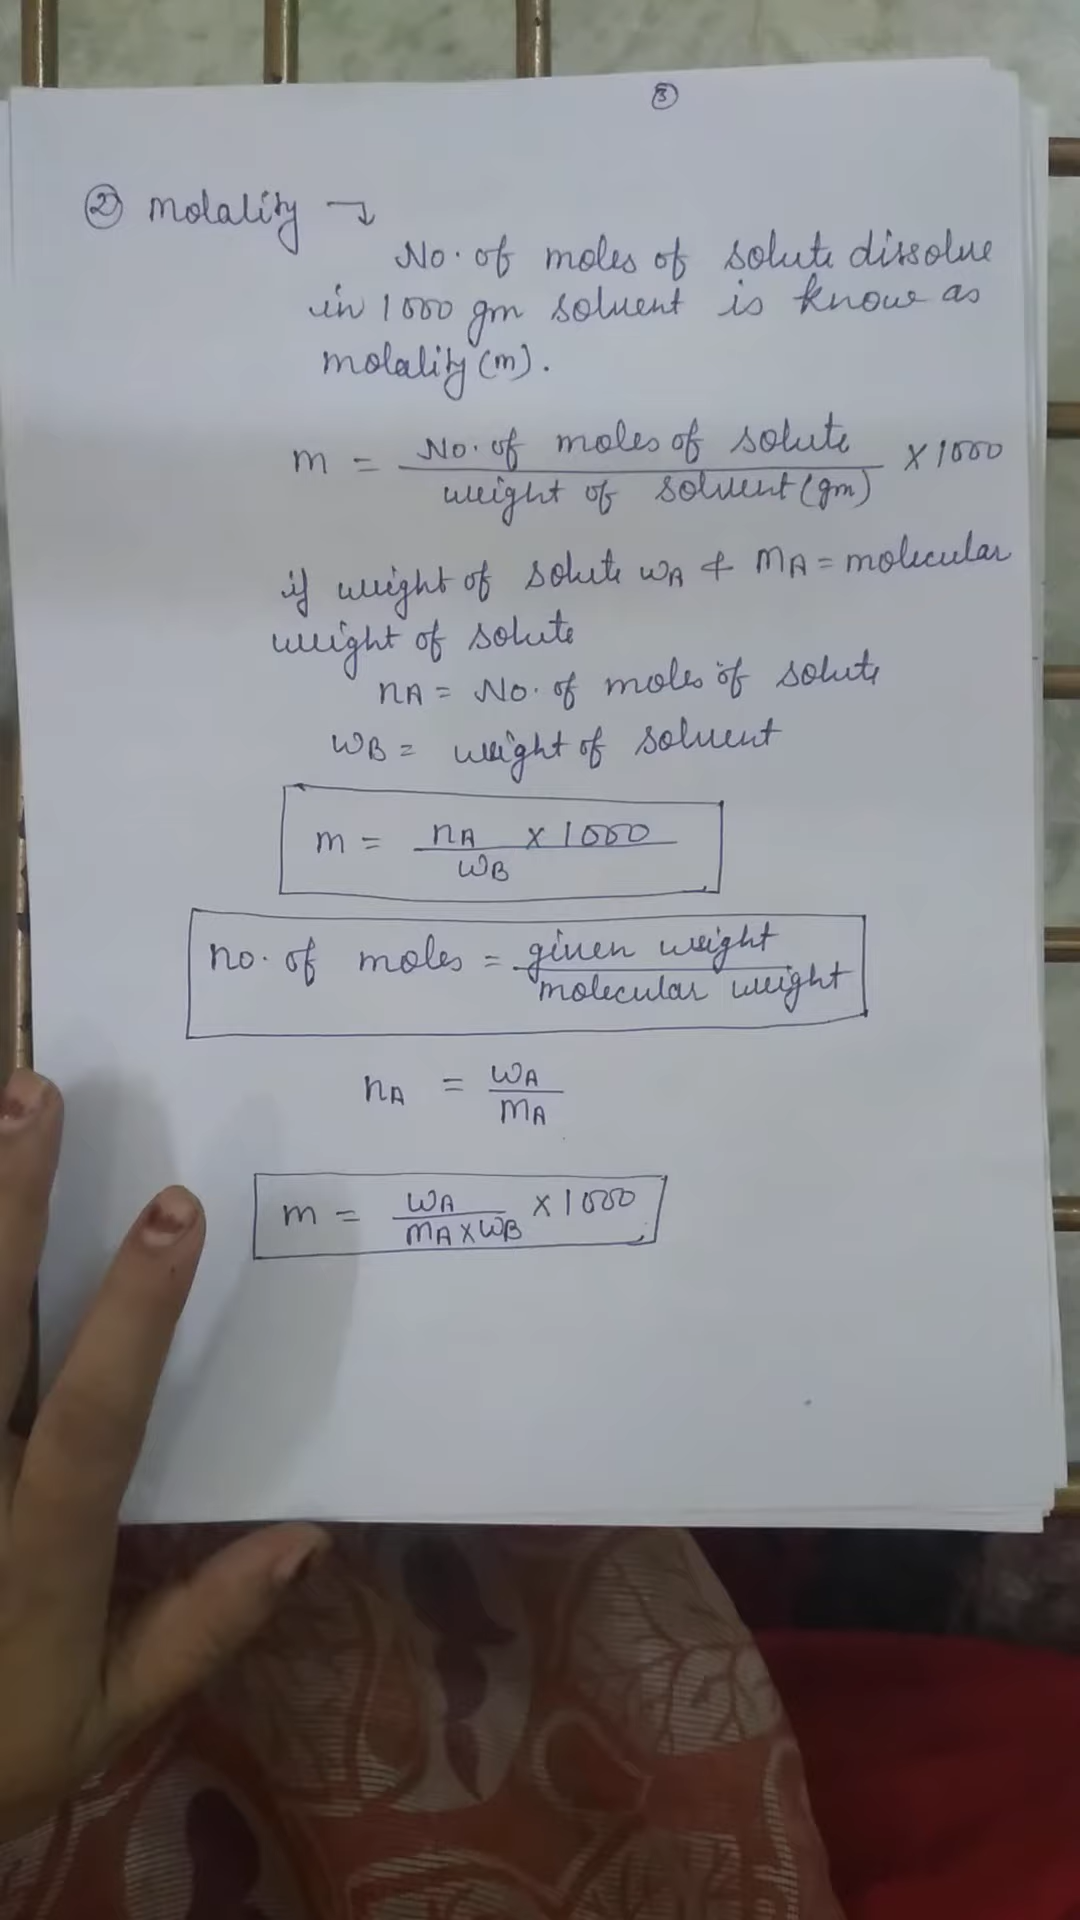 ③
② Molality →
No. of moles of solute dissolve
in 1000 gm solvent is know as
molality (m).
m = No. of moles of solute / weight of solvent (gm) × 1000
if weight of solute wA & MA = molecular
weight of solute
nA = No. of moles of solute
WB = weight of solvent
m = nA × 1000 / WB
no. of moles = given weight / molecular weight
nA = WA / MA
m = WA / MA × WB × 1000